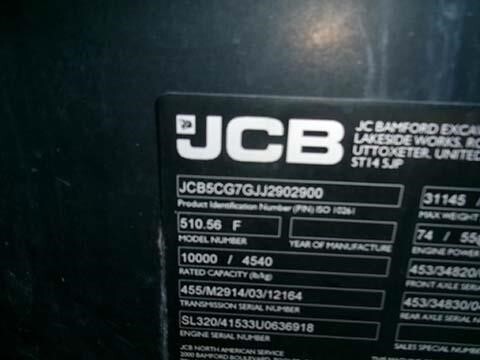 JCB
JC BAMFORD EXCA
LAKESIDE WORKS, RO
UTTOXETER, UNITED
ST14 5JP
JCB5CG7GJJ2902900
Product Identification Number (PIN) ISO 10261
510.56 F
MODEL NUMBER
YEAR OF MANUFACTURE
10000 / 4540
RATED CAPACITY (lb/kg)
455/M2914/03/12164
TRANSMISSION SERIAL NUMBER
SL320/41533U0636918
ENGINE SERIAL NUMBER
JCB NORTH AMERICAN SERVICE
2000 BAMFORD BOULEVARD,
31145 /
MAX WEIGHT
74 / 55
ENGINE POWER
453/34820/0
FRONT AXLE SERIAL
453/34830/0
REAR AXLE SERIAL
SALES SPECIAL NUMBER